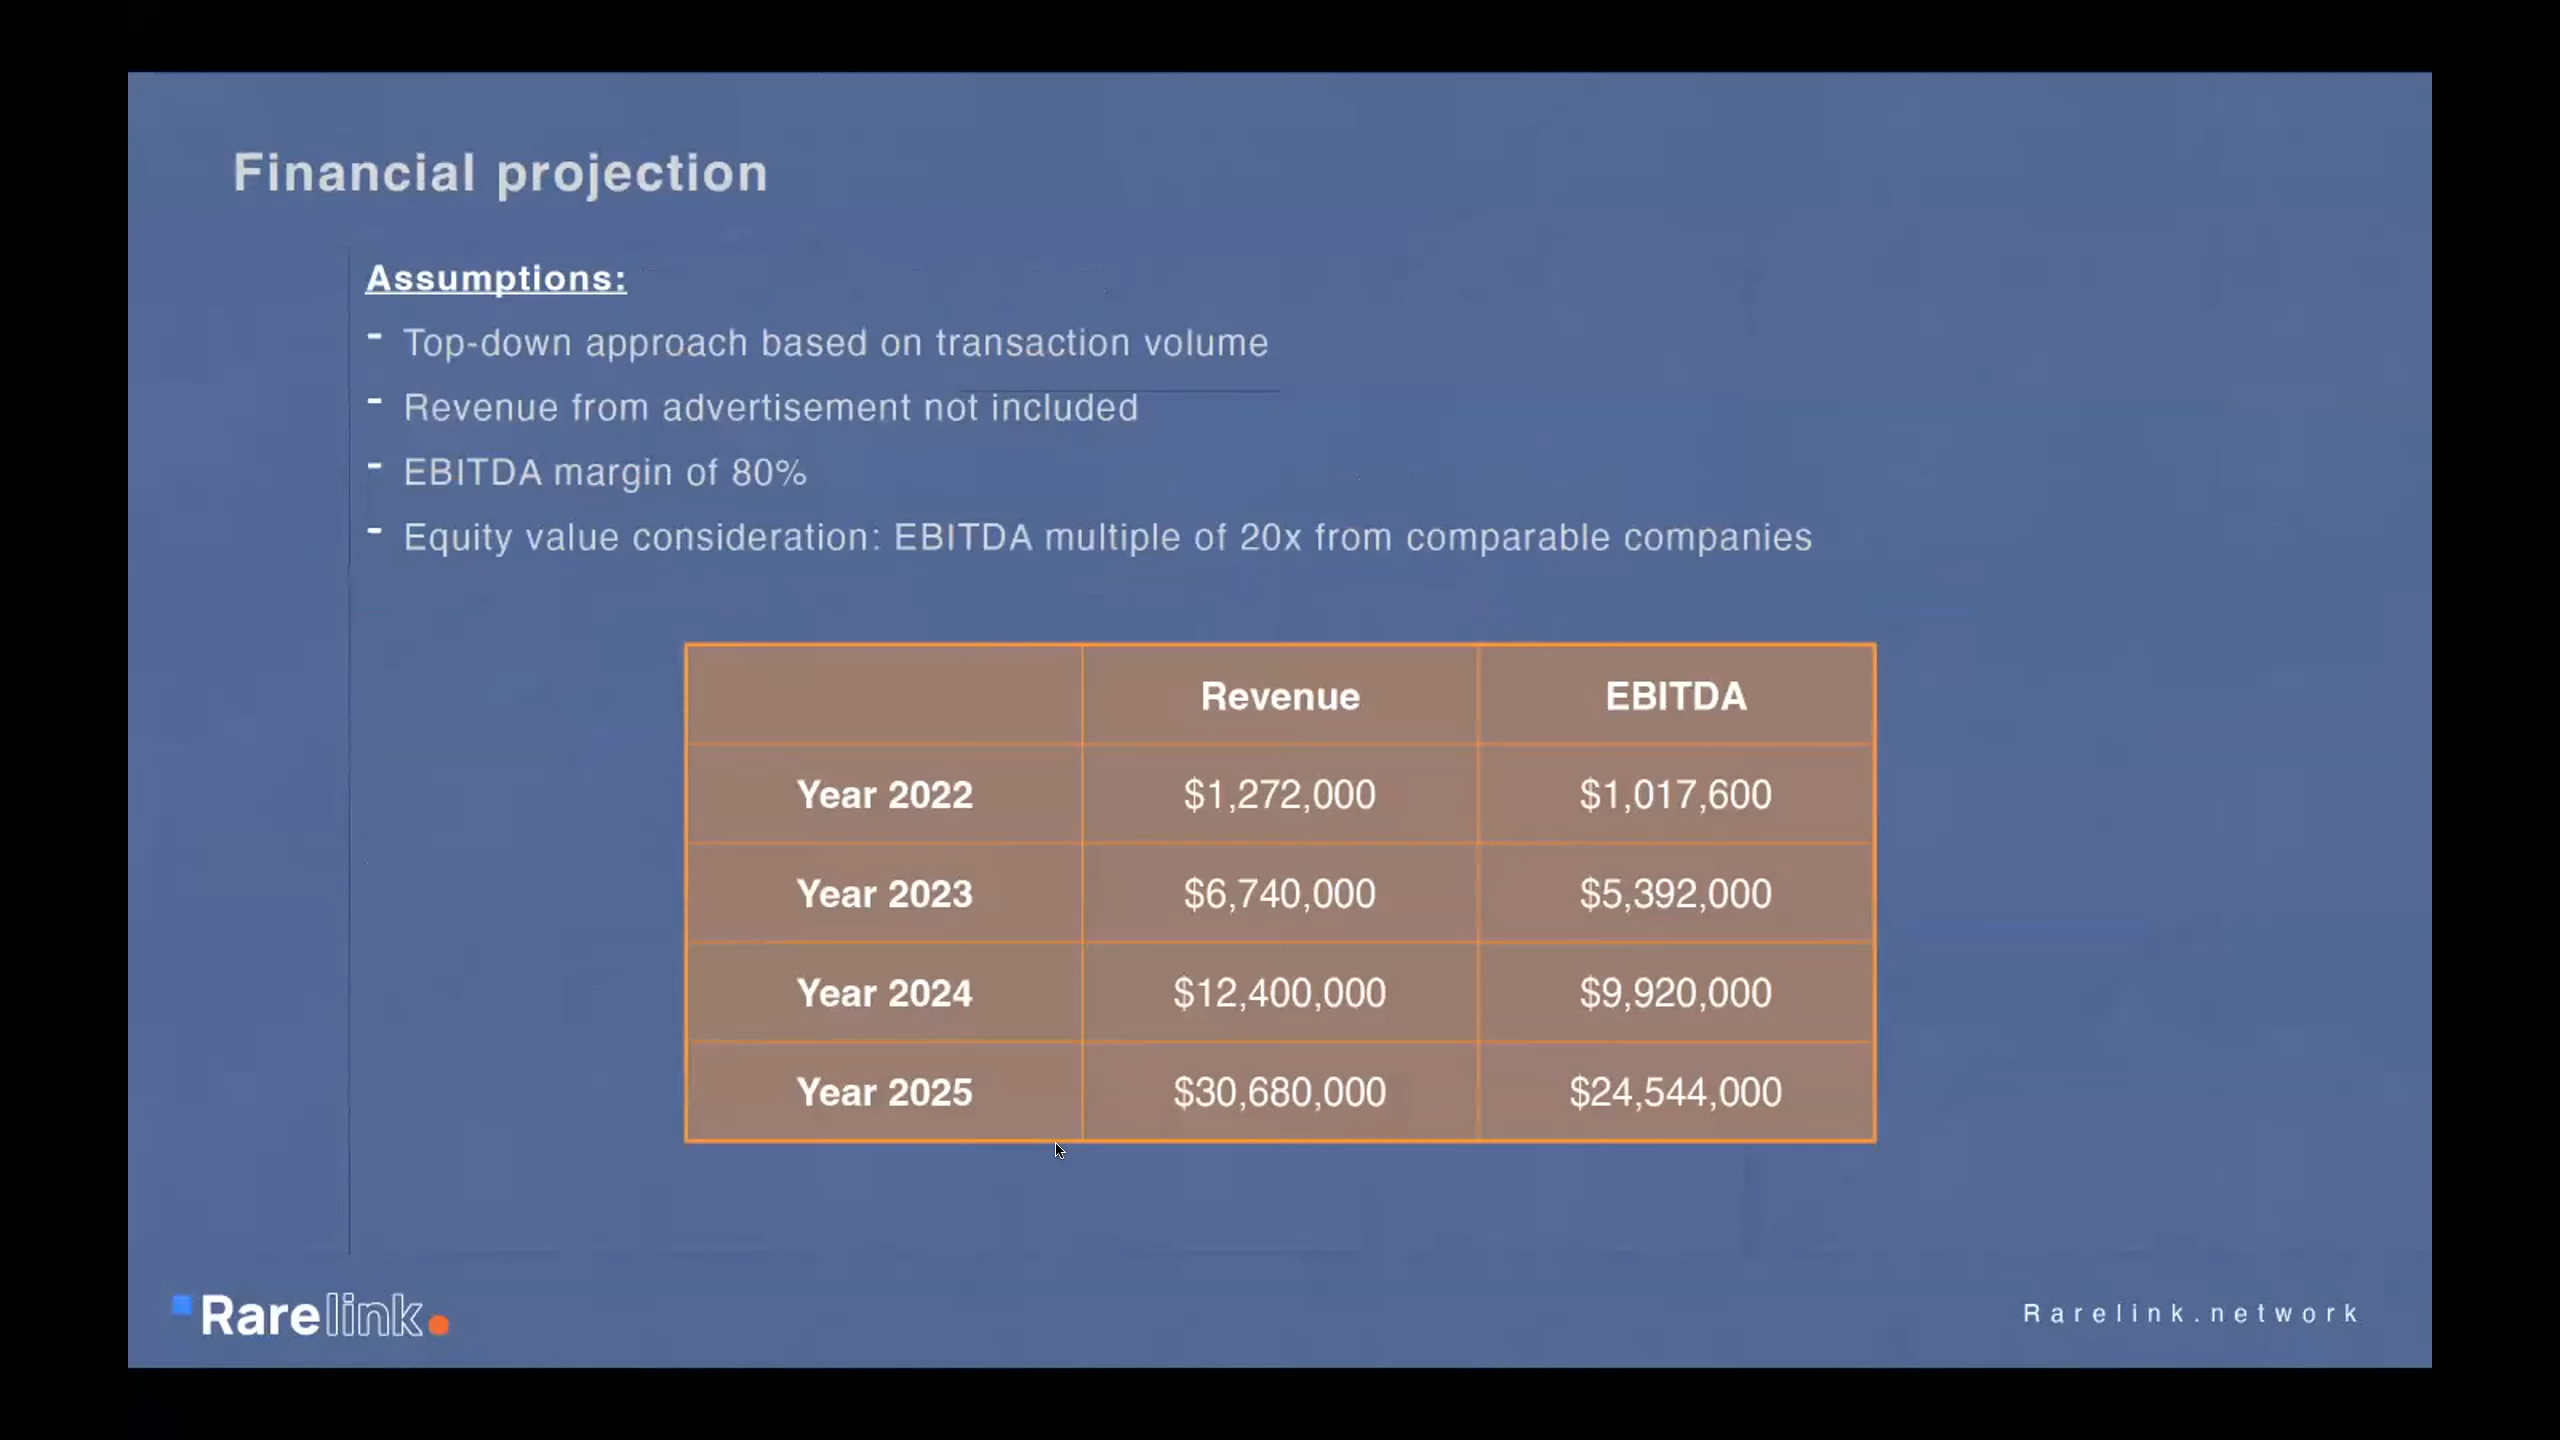 Financial projection
Assumptions:
- Top-down approach based on transaction volume
- Revenue from advertisement not included
- EBITDA margin of 80%
- Equity value consideration: EBITDA multiple of 20x from comparable companies
Revenue EBITDA
Year 2022 $1,272,000 $1,017,600
Year 2023 $6,740,000 $5,392,000
Year 2024 $12,400,000 $9,920,000
Year 2025 $30,680,000 $24,544,000
Rarelink.
Rarelink.network